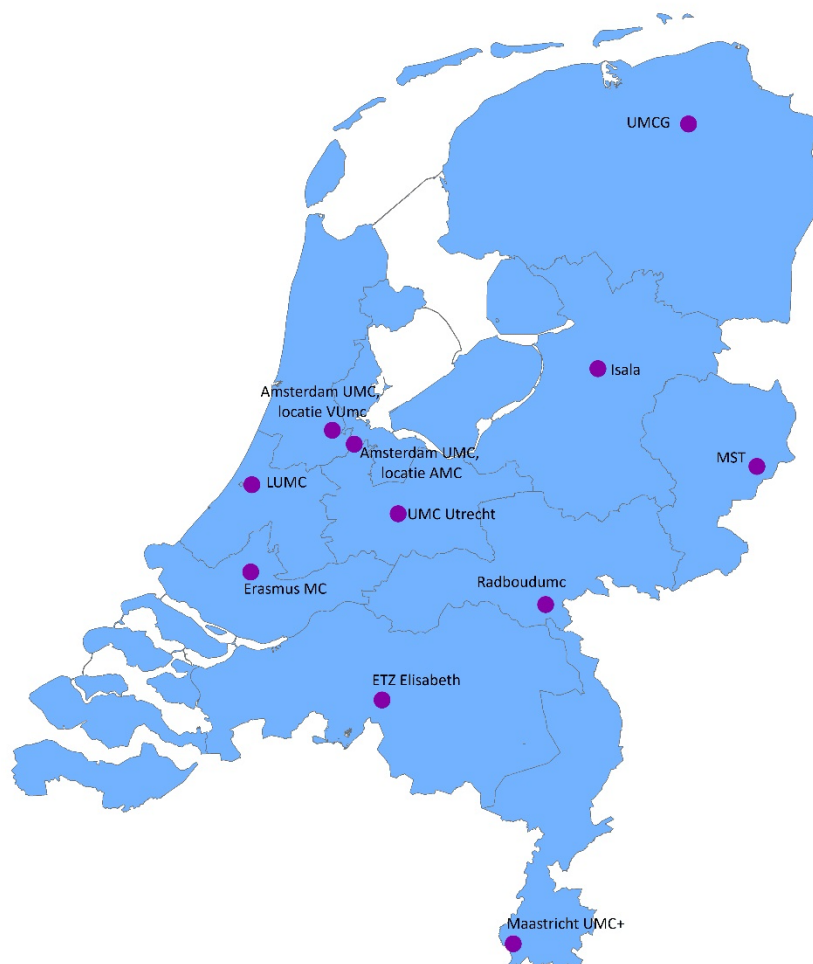 UMCG
Isala
Amsterdam UMC,
locatie VUmc
Amsterdam UMC,
locatie AMC
MST
LUMC
UMC Utrecht
Erasmus MC
Radboudumc
ETZ Elisabeth
Maastricht UMC+